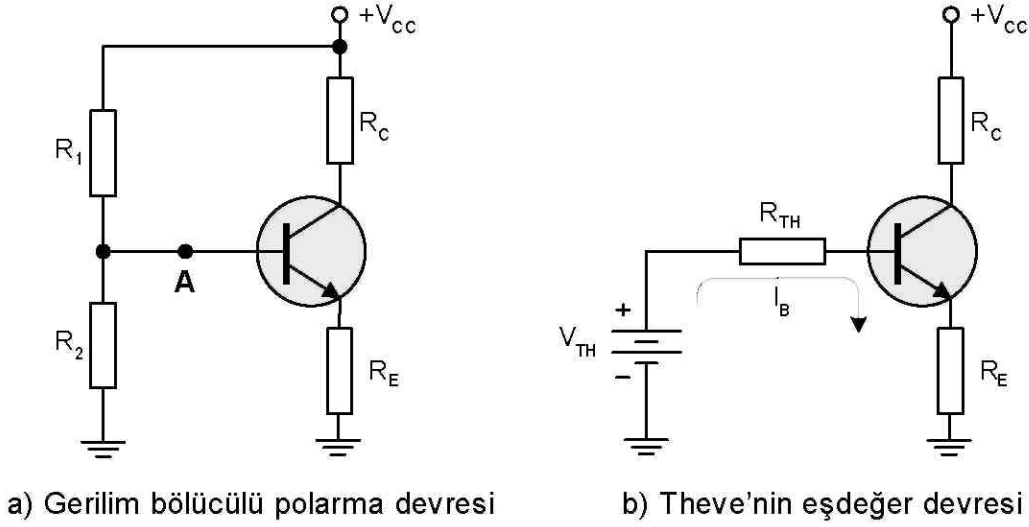 +VCC
RC
R1
A
R2
RE
a) Gerilim bölücülü polarma devresi
+VCC
RC
RTH
IB
+
VTH
−
RE
b) Theve'nin eşdeğer devresi